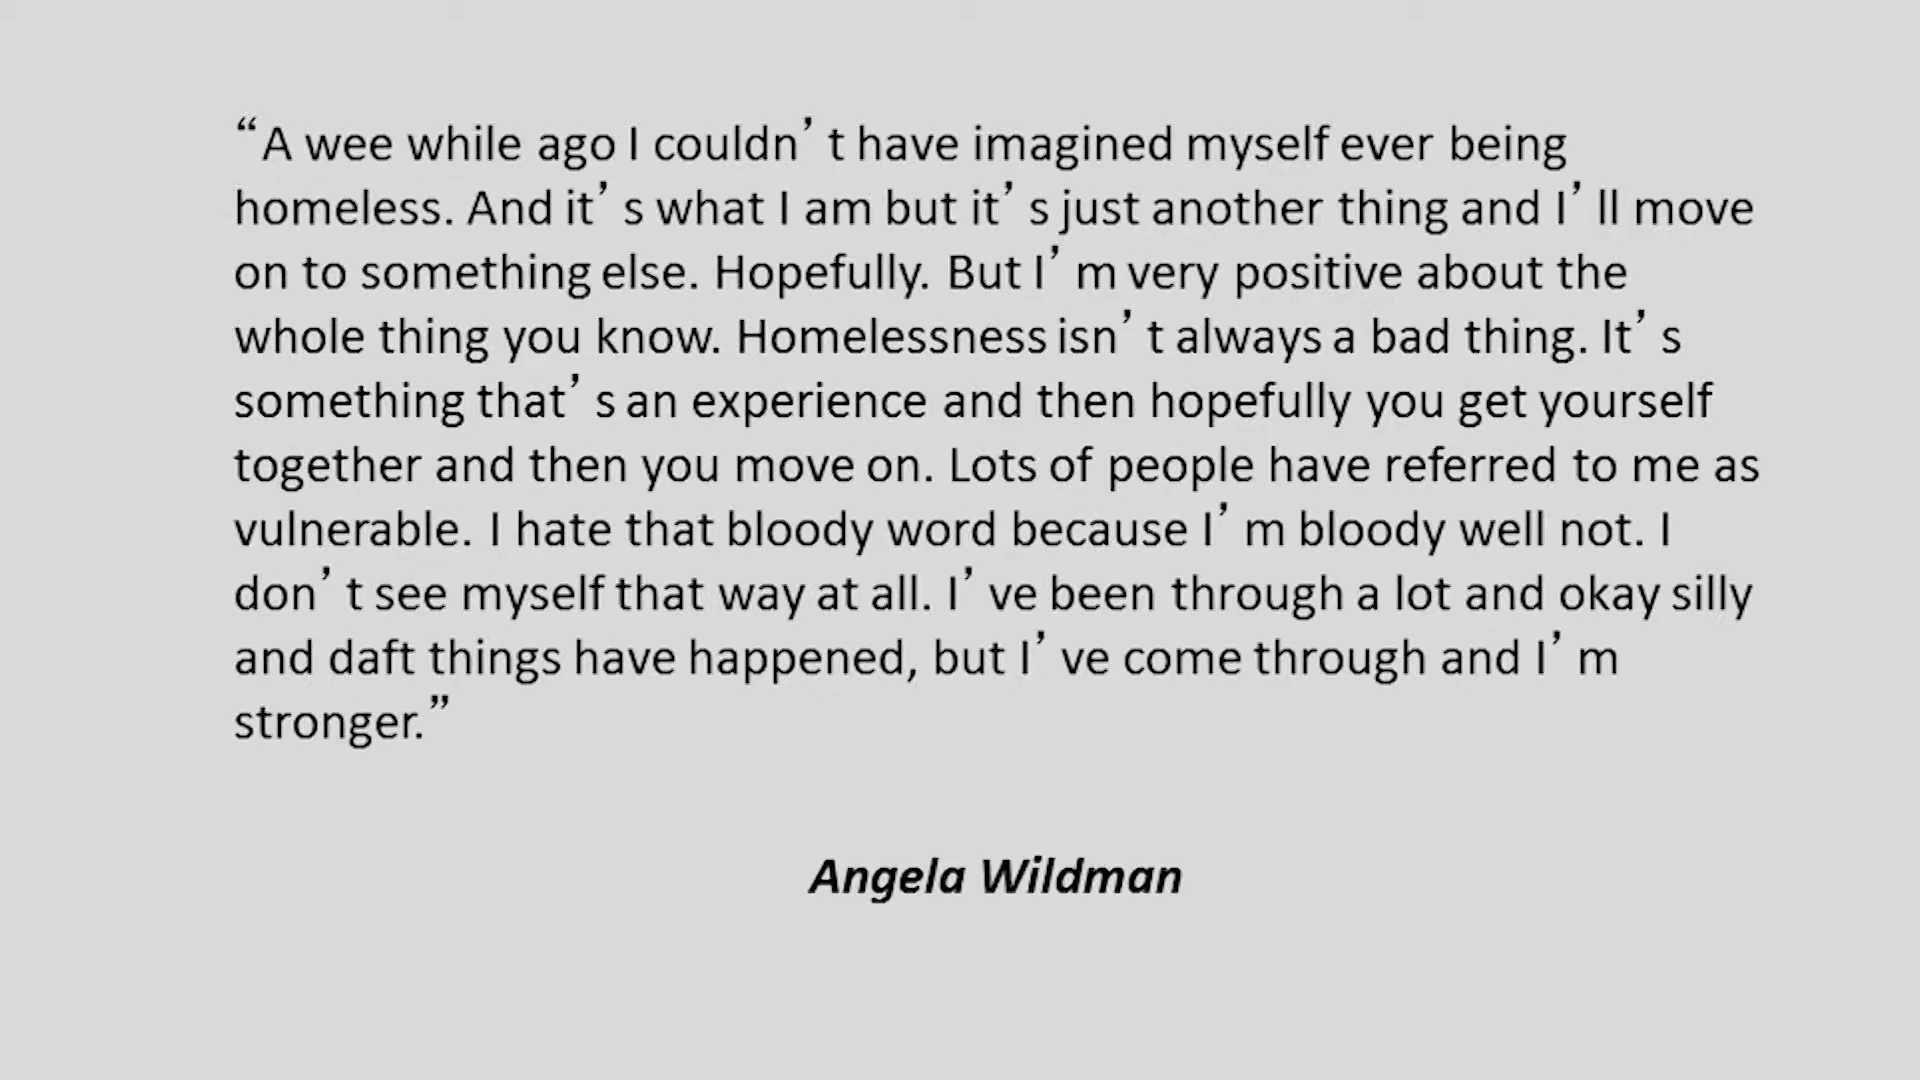 “A wee while ago I couldn’t have imagined myself ever being
homeless. And it’s what I am but it’s just another thing and I’ll move
on to something else. Hopefully. But I’m very positive about the
whole thing you know. Homelessness isn’t always a bad thing. It’s
something that’s an experience and then hopefully you get yourself
together and then you move on. Lots of people have referred to me as
vulnerable. I hate that bloody word because I’m bloody well not. I
don’t see myself that way at all. I’ve been through a lot and okay silly
and daft things have happened, but I’ve come through and I’m
stronger.”
Angela Wildman